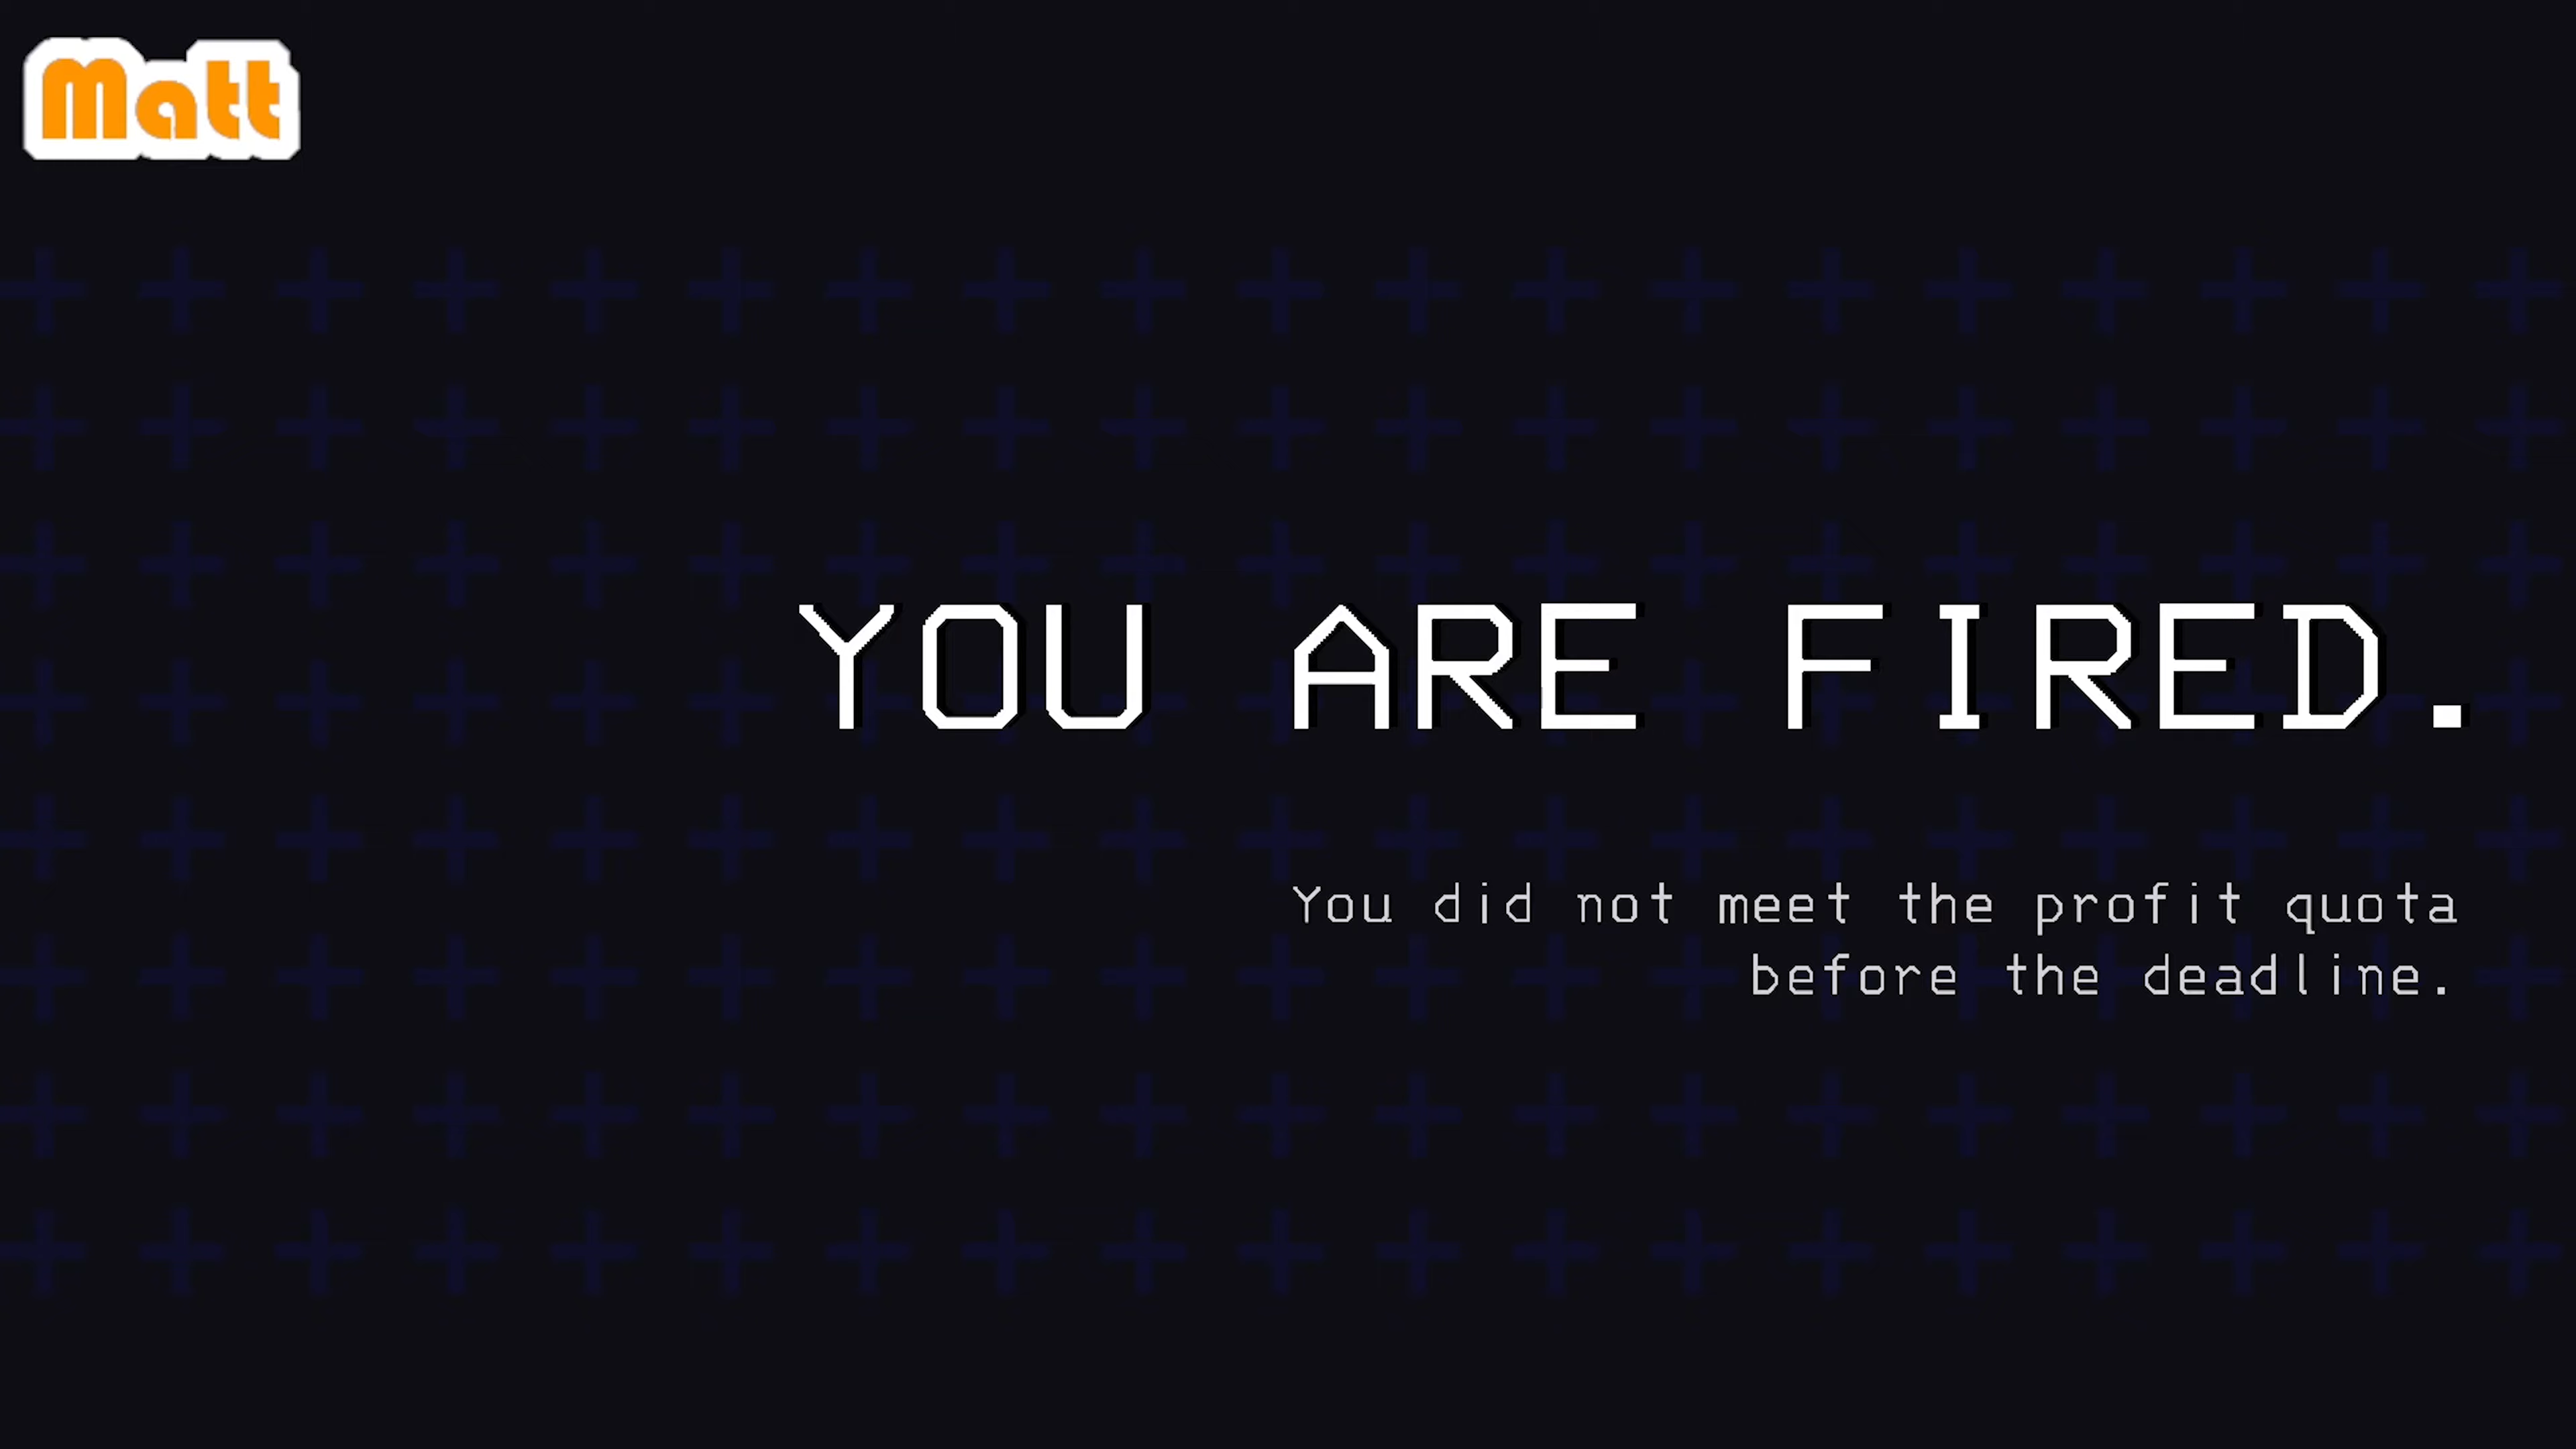 Matt
YOU ARE FIRED.
You did not meet the profit quota
before the deadline.